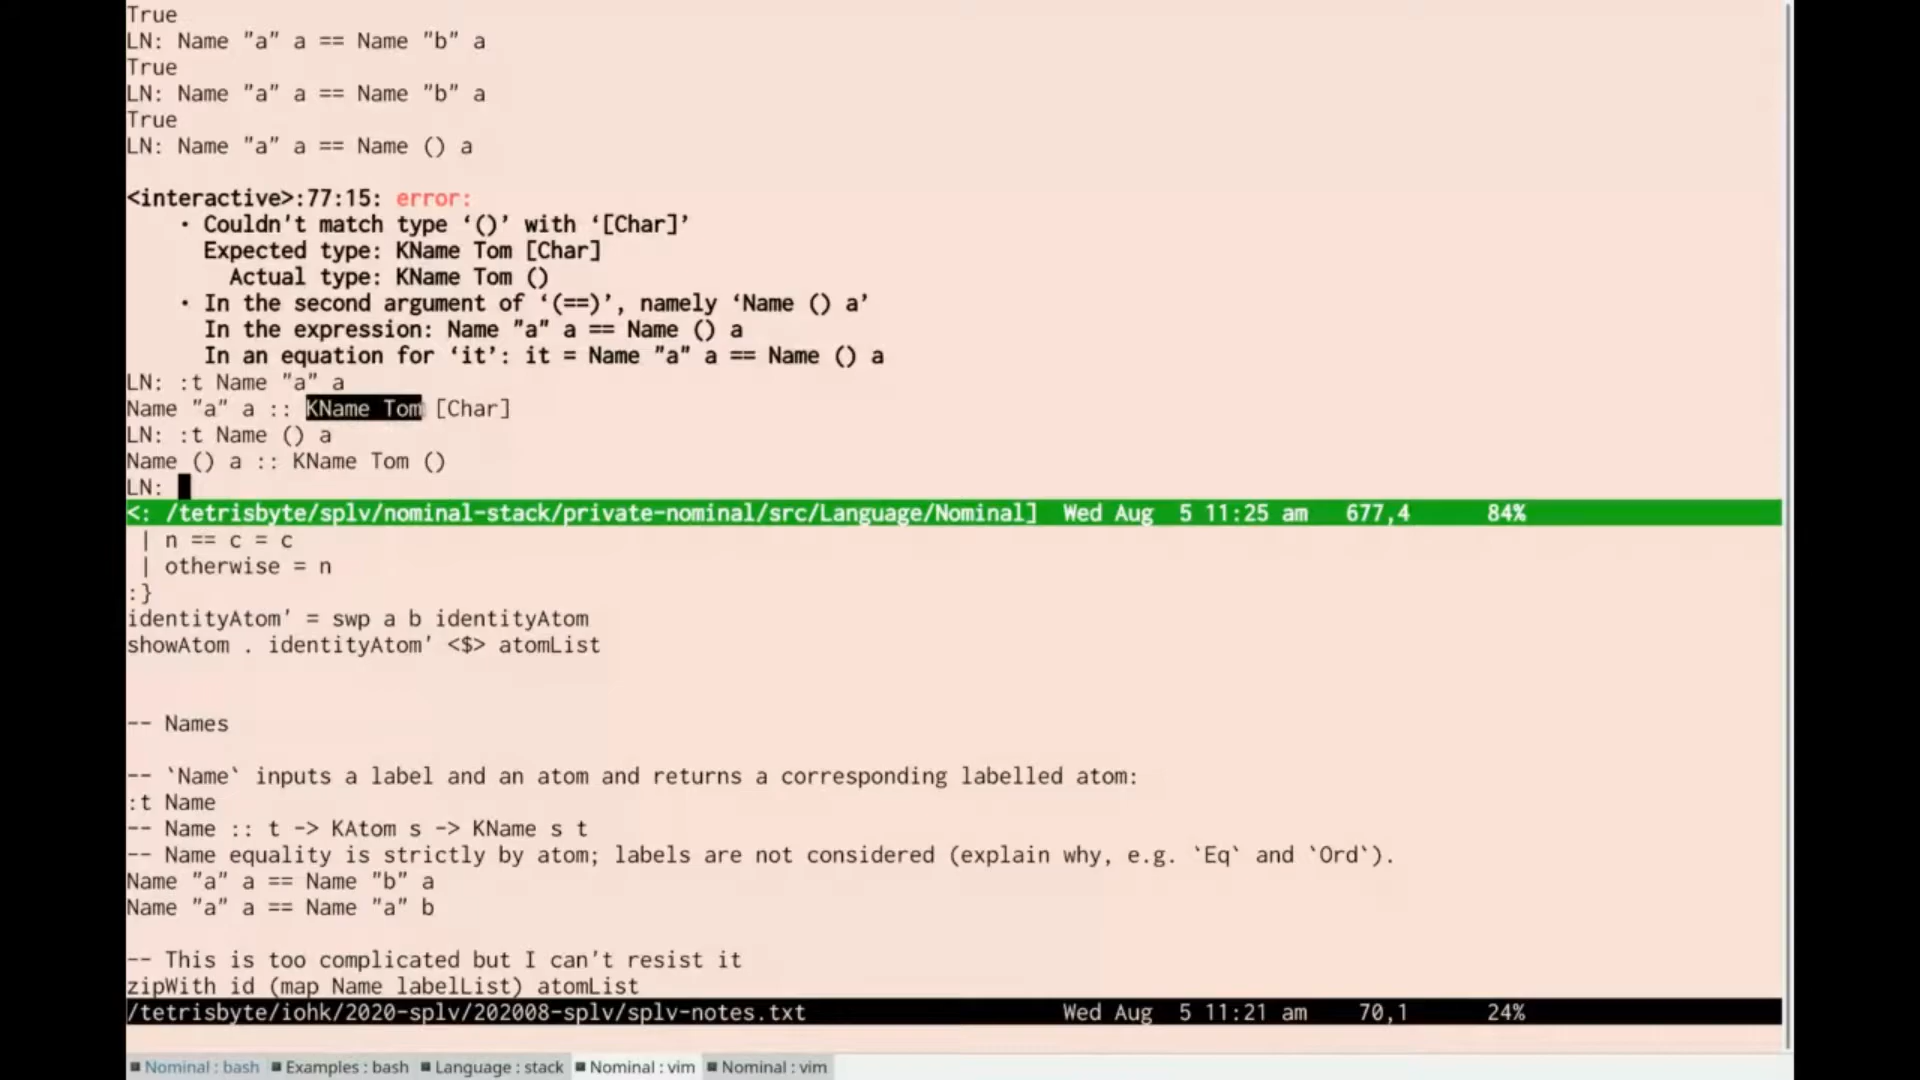 True
LN: Name "a" a == Name "b" a
True
LN: Name "a" a == Name "b" a
True
LN: Name "a" a == Name () a
<interactive>:77:15: error:
• Couldn't match type ‘()’ with ‘[Char]’
Expected type: KName Tom [Char]
Actual type: KName Tom ()
• In the second argument of ‘(==)’, namely ‘Name () a’
In the expression: Name "a" a == Name () a
In an equation for ‘it’: it = Name "a" a == Name () a
LN: :t Name "a" a
Name "a" a :: KName Tom [Char]
LN: :t Name () a
Name () a :: KName Tom ()
LN:
<: /tetrisbyte/splv/nominal-stack/private-nominal/src/Language/Nominal] Wed Aug 5 11:25 am 677,4 84%
| n == c = c
| otherwise = n
:}
identityAtom' = swp a b identityAtom
showAtom . identityAtom' <$> atomList
-- Names
-- `Name` inputs a label and an atom and returns a corresponding labelled atom:
:t Name
-- Name :: t -> KAtom s -> KName s t
-- Name equality is strictly by atom; labels are not considered (explain why, e.g. `Eq` and `Ord`).
Name "a" a == Name "b" a
Name "a" a == Name "a" b
-- This is too complicated but I can't resist it
zipWith id (map Name labelList) atomList
/tetrisbyte/iohk/2020-splv/202008-splv/splv-notes.txt Wed Aug 5 11:21 am 70,1 24%
Nominal : bash Examples : bash Language : stack Nominal : vim Nominal : vim